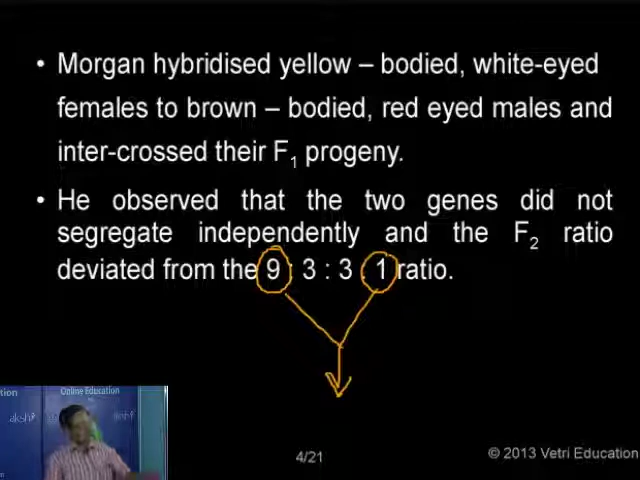 • Morgan hybridised yellow – bodied, white-eyed
females to brown – bodied, red eyed males and
inter-crossed their F1 progeny.
• He observed that the two genes did not
segregate independently and the F2 ratio
deviated from the 9 : 3 : 3 : 1 ratio.
Online Education
4/21
© 2013 Vetri Education